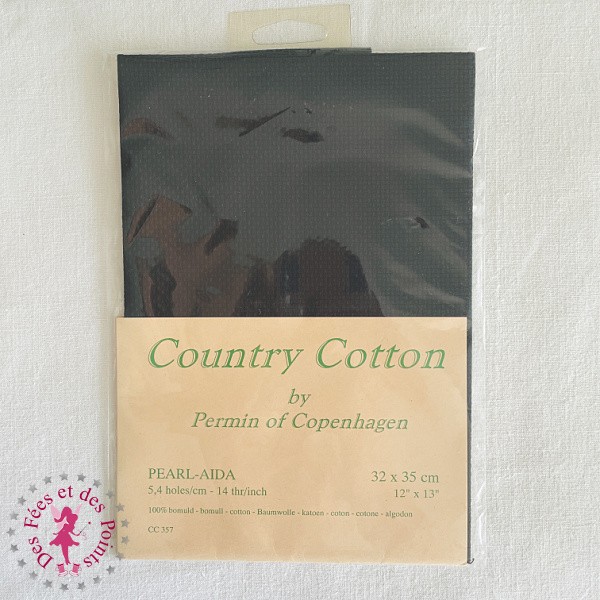 Country Cotton
by
Permin of Copenhagen
PEARL-AIDA 32 x 35 cm
5,4 holes/cm - 14 thr/inch 12" x 13"
100% bomuld - bomull - cotton - Baumwolle - katoen - coton - cotone - algodon
CC 357
Des Fées et des Points